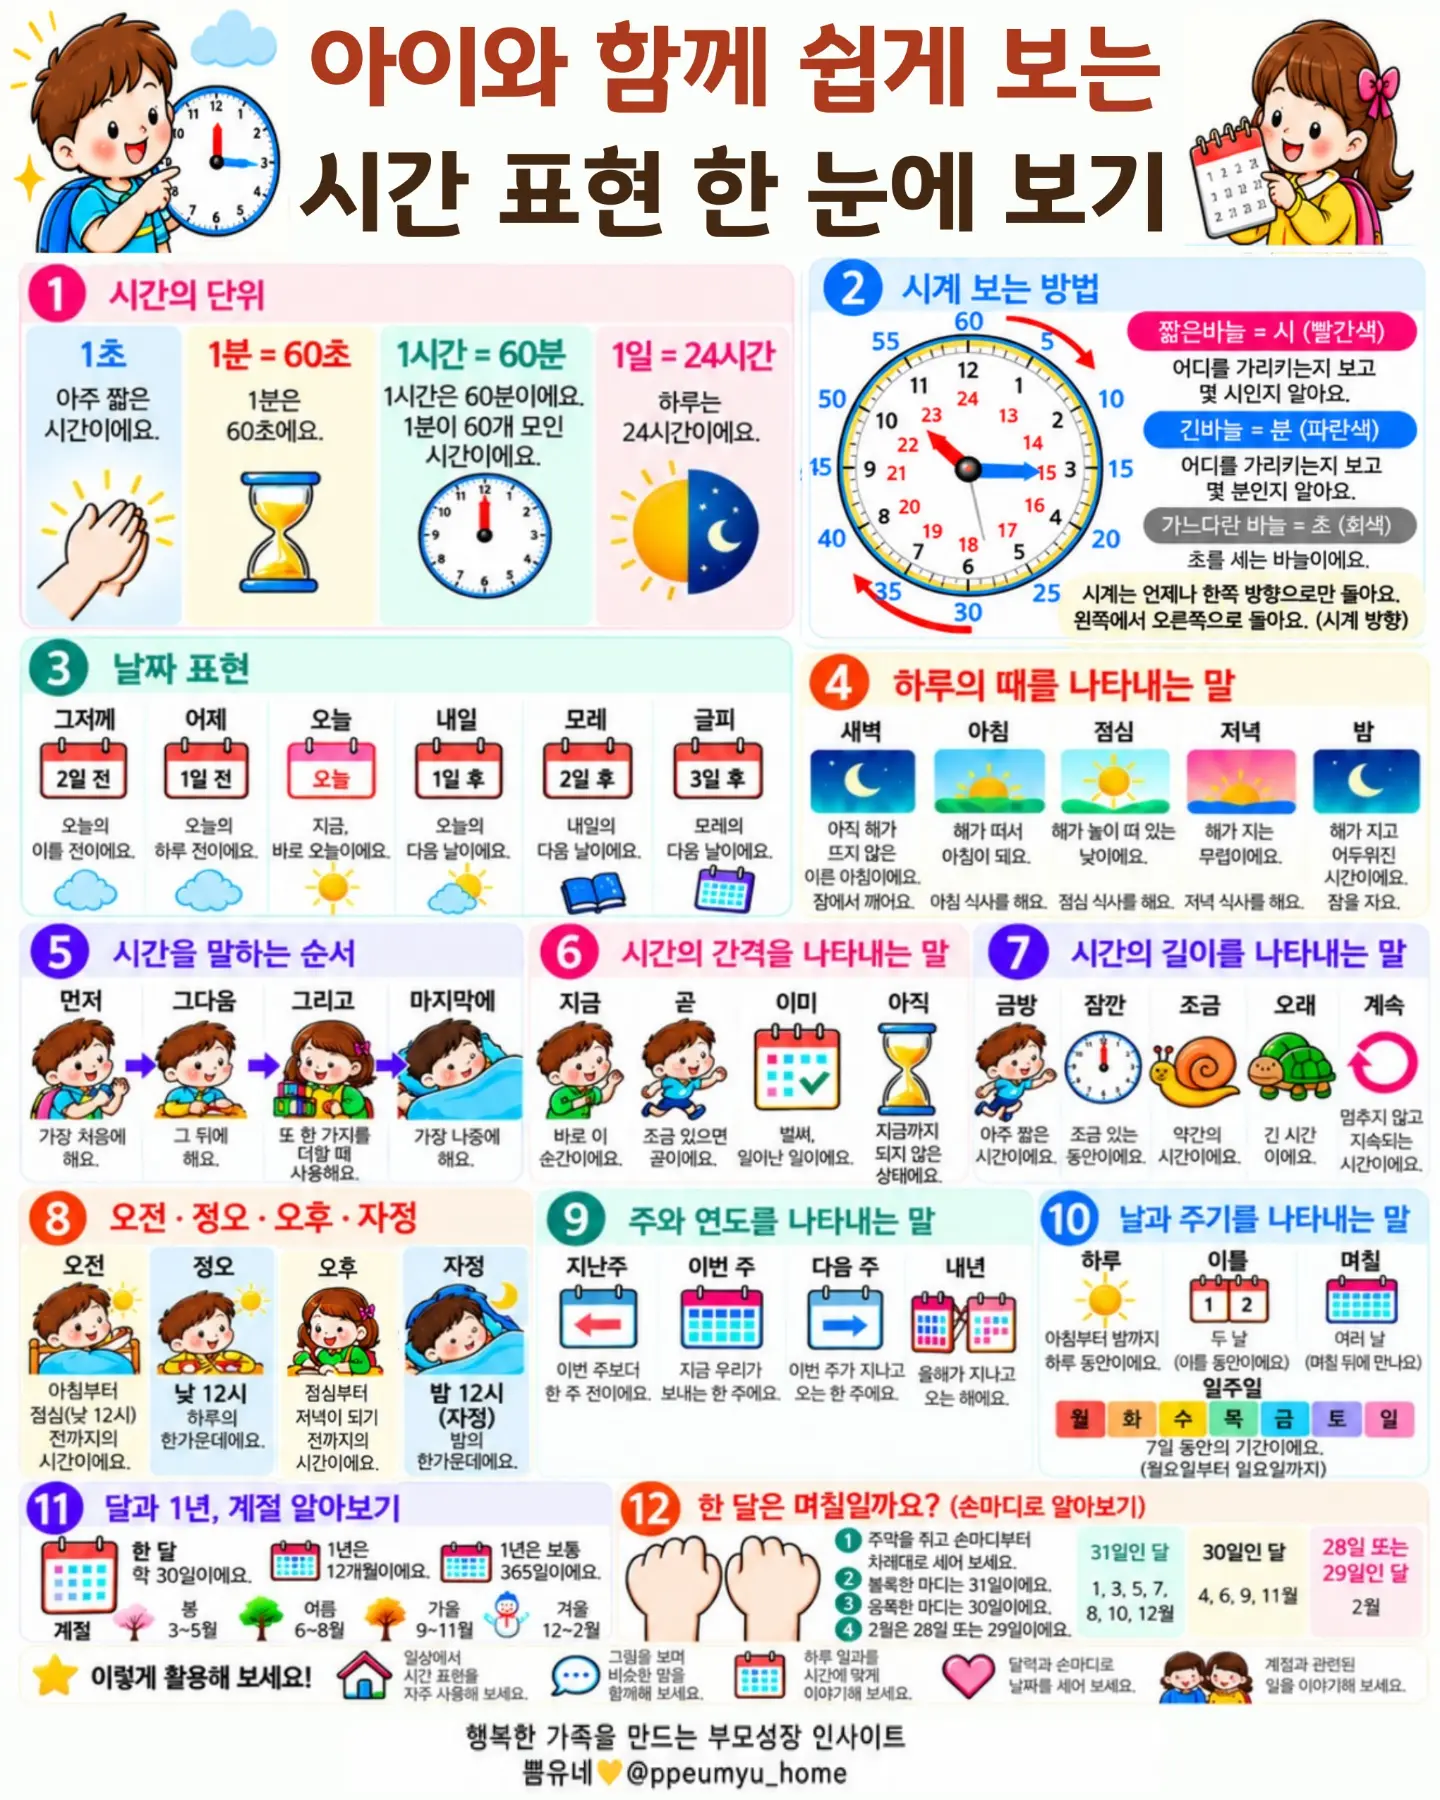 아이와 함께 쉽게 보는
시간 표현 한 눈에 보기
1 시간의 단위
1초
아주 짧은
시간이에요.
1분 = 60초
1분은
60초에요.
1시간 = 60분
1시간은 60분이에요.
1분이 60개 모인
시간이에요.
1일 = 24시간
하루는
24시간이에요.
2 시계 보는 방법
60
5
10
15
20
25
30
35
40
45
50
55
12
1
2
3
4
5
6
7
8
9
10
11
24
13
14
15
16
17
18
19
20
21
22
23
짧은바늘 = 시 (빨간색)
어디를 가리키는지 보고
몇 시인지 알아요.
긴바늘 = 분 (파란색)
어디를 가리키는지 보고
몇 분인지 알아요.
가느다란 바늘 = 초 (회색)
초를 세는 바늘이에요.
시계는 언제나 한쪽 방향으로만 돌아요.
왼쪽에서 오른쪽으로 돌아요. (시계 방향)
3 날짜 표현
그저께
2일 전
오늘의
이틀 전이에요.
어제
1일 전
오늘의
하루 전이에요.
오늘
오늘
지금,
바로 오늘이에요.
내일
1일 후
오늘의
다음 날이에요.
모레
2일 후
내일의
다음 날이에요.
글피
3일 후
모레의
다음 날이에요.
4 하루의 때를 나타내는 말
새벽
아직 해가
뜨지 않은
이른 아침이에요.
잠에서 깨어요.
아침
해가 떠서
아침이 돼요.
아침 식사를 해요.
점심
해가 높이 떠 있는
낮이에요.
점심 식사를 해요.
저녁
해가 지는
무렵이에요.
저녁 식사를 해요.
밤
해가 지고
어두워진
시간이에요.
잠을 자요.
5 시간을 말하는 순서
먼저
가장 처음에
해요.
그다음
그 뒤에
해요.
그리고
또 한 가지를
더할 때
사용해요.
마지막에
가장 나중에
해요.
6 시간의 간격을 나타내는 말
지금
바로 이
순간이에요.
곧
조금 있으면
곧이에요.
이미
벌써,
일어난 일이에요.
아직
지금까지
되지 않은
상태에요.
7 시간의 길이를 나타내는 말
금방
아주 짧은
시간이에요.
잠깐
조금 있는
동안이에요.
조금
약간의
시간이에요.
오래
긴 시간
이에요.
계속
멈추지 않고
지속되는
시간이에요.
8 오전 · 정오 · 오후 · 자정
오전
아침부터
점심(낮 12시)
전까지의
시간이에요.
정오
낮 12시
하루의
한가운데에요.
오후
점심부터
저녁이 되기
전까지의
시간이에요.
자정
밤 12시
(자정)
밤의
한가운데에요.
9 주와 연도를 나타내는 말
지난주
이번 주보더
한 주 전이에요.
이번 주
지금 우리가
보내는 한 주에요.
다음 주
이번 주가 지나고
오는 한 주에요.
내년
올해가 지나고
오는 해에요.
10 날과 주기를 나타내는 말
하루
아침부터 밤까지
하루 동안이에요.
이틀
1 2
두 날
(이틀 동안이에요)
며칠
여러 날
(며칠 뒤에 만나요)
일주일
월 화 수 목 금 토 일
7일 동안의 기간이에요.
(월요일부터 일요일까지)
11 달과 1년, 계절 알아보기
한 달
학 30일이에요.
1년은
12개월이에요.
1년은 보통
365일이에요.
계절
봉
3~5월
여름
6~8월
가을
9~11월
겨울
12~2월
12 한 달은 며칠일까요? (손마디로 알아보기)
1 주막을 쥐고 손마디부터
차례대로 세어 보세요.
2 볼록한 마디는 31일이에요.
3 움폭한 마디는 30일이에요.
4 2월은 28일 또는 29일이에요.
31일인 달
1, 3, 5, 7,
8, 10, 12월
30일인 달
4, 6, 9, 11월
28일 또는
29일인 달
2월
이렇게 활용해 보세요!
일상에서
시간 표현을
자주 사용해 보세요.
그림을 보며
비슷한 말을
함께해 보세요.
하루 일과를
시간에 맞게
이야기해 보세요.
달력과 손마디로
날짜를 세어 보세요.
계절과 관련된
일을 이야기해 보세요.
행복한 가족을 만드는 부모성장 인사이트
쁨유네💛@ppeumyu_home